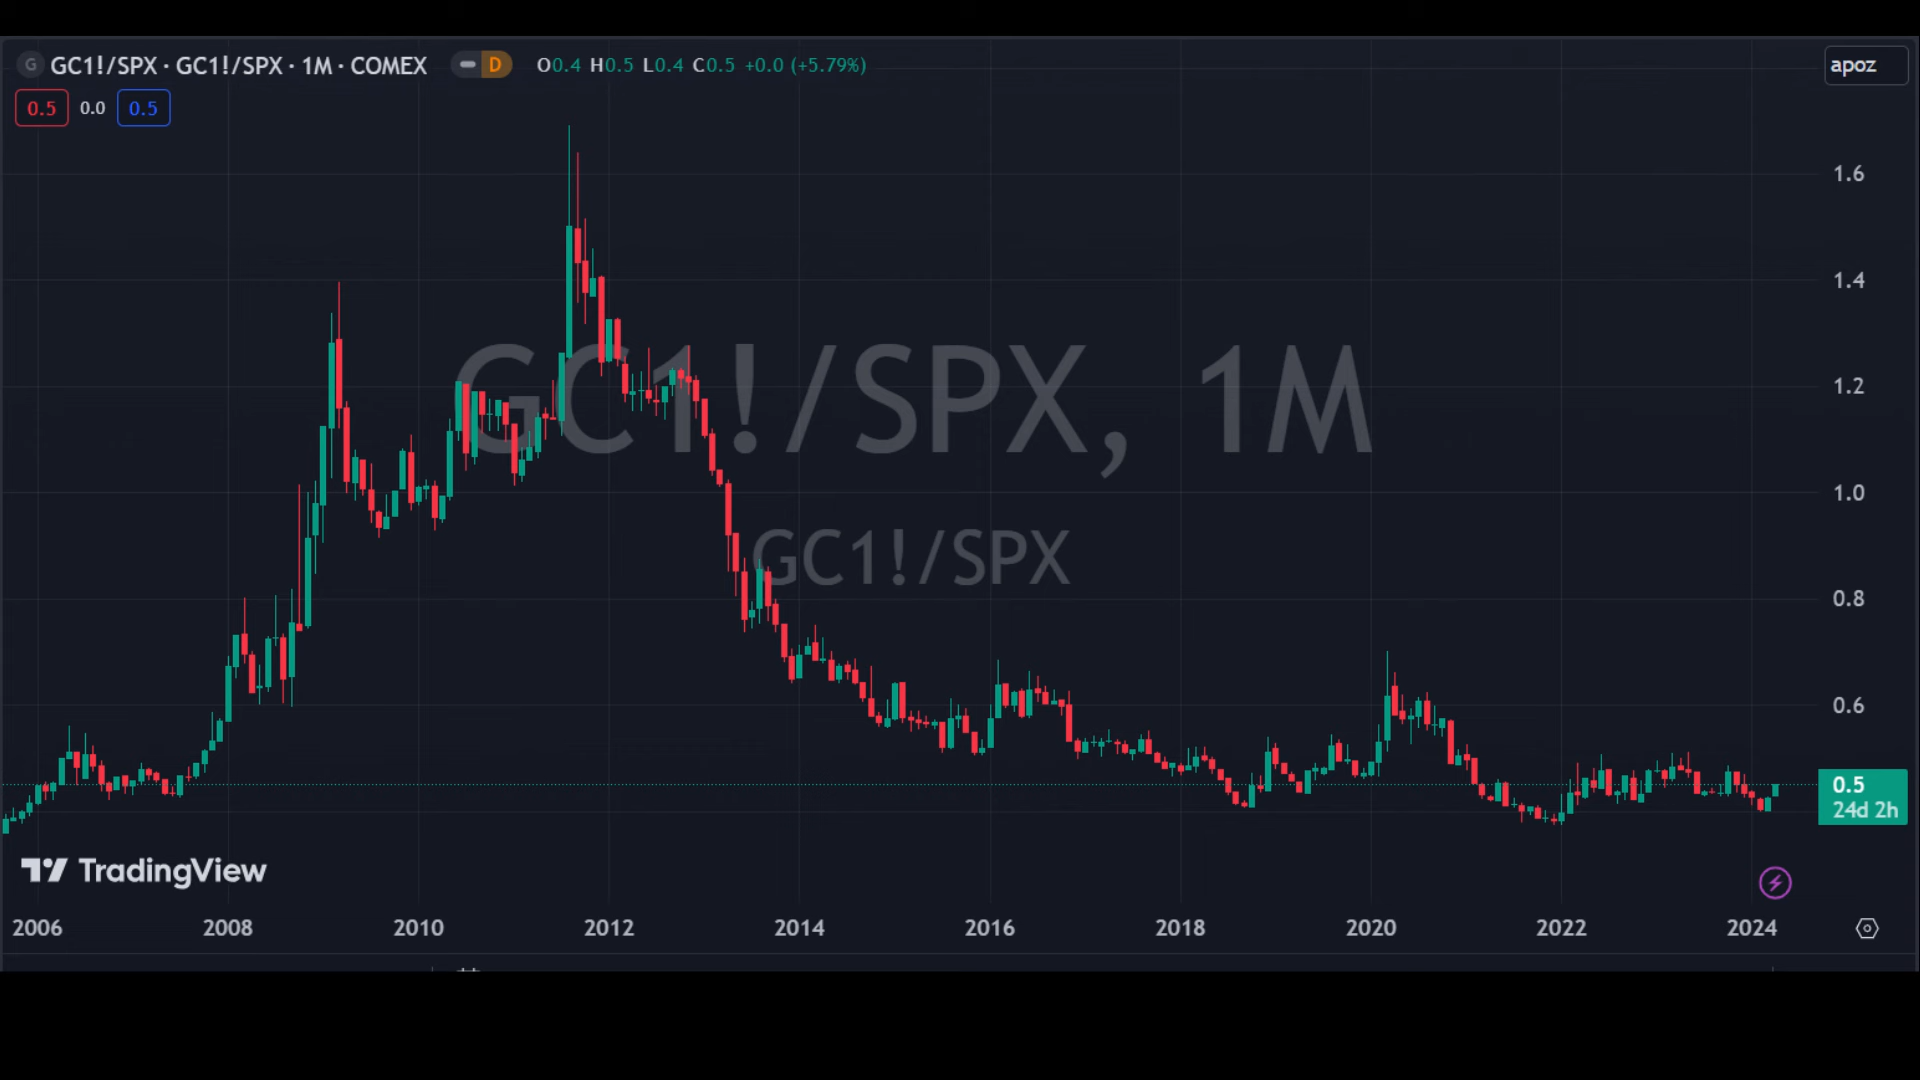 G GC1!/SPX · GC1!/SPX · 1M · COMEX D O0.4 H0.5 L0.4 C0.5 +0.0 (+5.79%)
apoz
0.5 0.0 0.5
1.6
1.4
GC1!/SPX, 1M
1.2
1.0
GC1!/SPX
0.8
0.6
0.5
24d 2h
TradingView
2006 2008 2010 2012 2014 2016 2018 2020 2022 2024